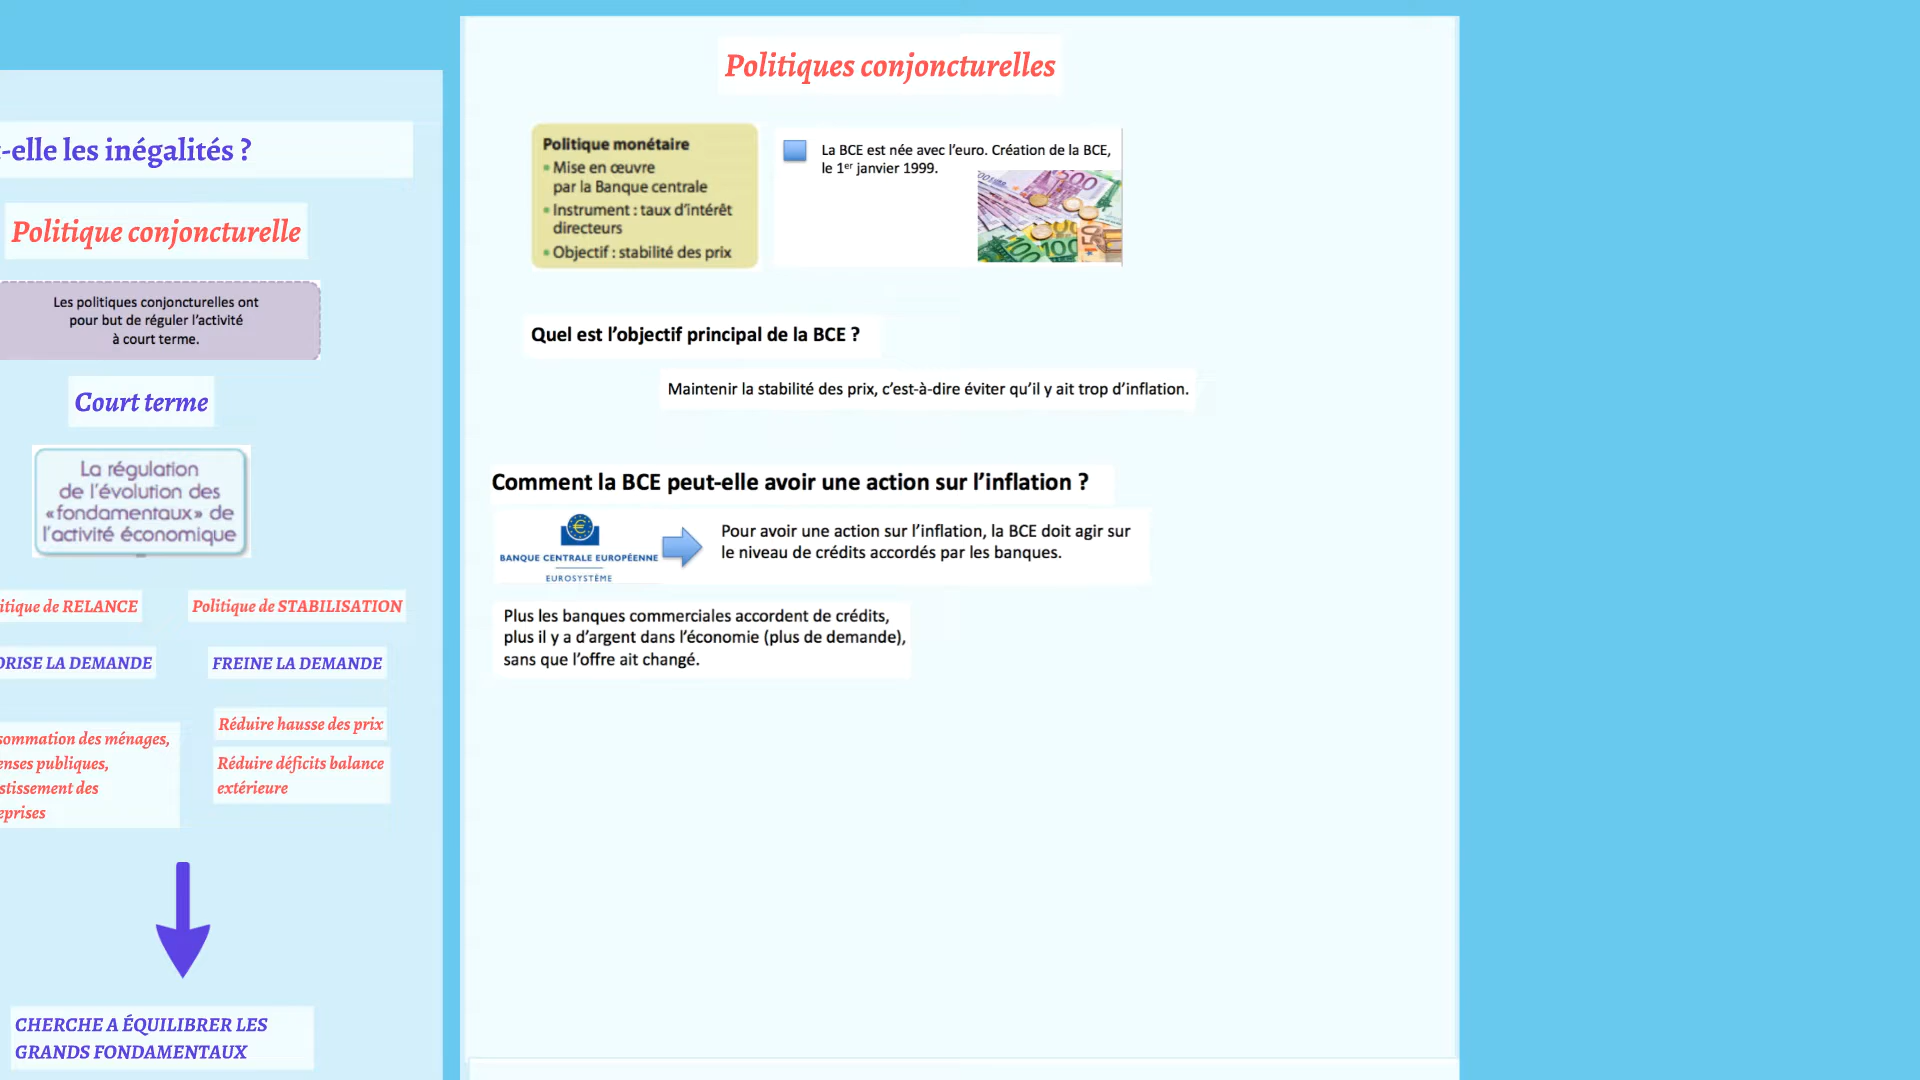 -elle les inégalités ?
Politique conjoncturelle
Les politiques conjoncturelles ont
pour but de réguler l'activité
à court terme.
Court terme
La régulation
de l'évolution des
«fondamentaux» de
l'activité économique
de RELANCE
Politique de STABILISATION
LA DEMANDE
FREINE LA DEMANDE
des ménages,
publiques,
des
Réduire hausse des prix
Réduire déficits balance
extérieure
CHERCHE A ÉQUILIBRER LES
GRANDS FONDAMENTAUX
Politiques conjoncturelles
Politique monétaire
• Mise en œuvre
par la Banque centrale
• Instrument : taux d'intérêt
directeurs
• Objectif : stabilité des prix
La BCE est née avec l'euro. Création de la BCE,
le 1er janvier 1999.
Quel est l'objectif principal de la BCE ?
Maintenir la stabilité des prix, c'est-à-dire éviter qu'il y ait trop d'inflation.
Comment la BCE peut-elle avoir une action sur l'inflation ?
BANQUE CENTRALE EUROPÉENNE
EUROSYSTÈME
Pour avoir une action sur l'inflation, la BCE doit agir sur
le niveau de crédits accordés par les banques.
Plus les banques commerciales accordent de crédits,
plus il y a d'argent dans l'économie (plus de demande),
sans que l'offre ait changé.